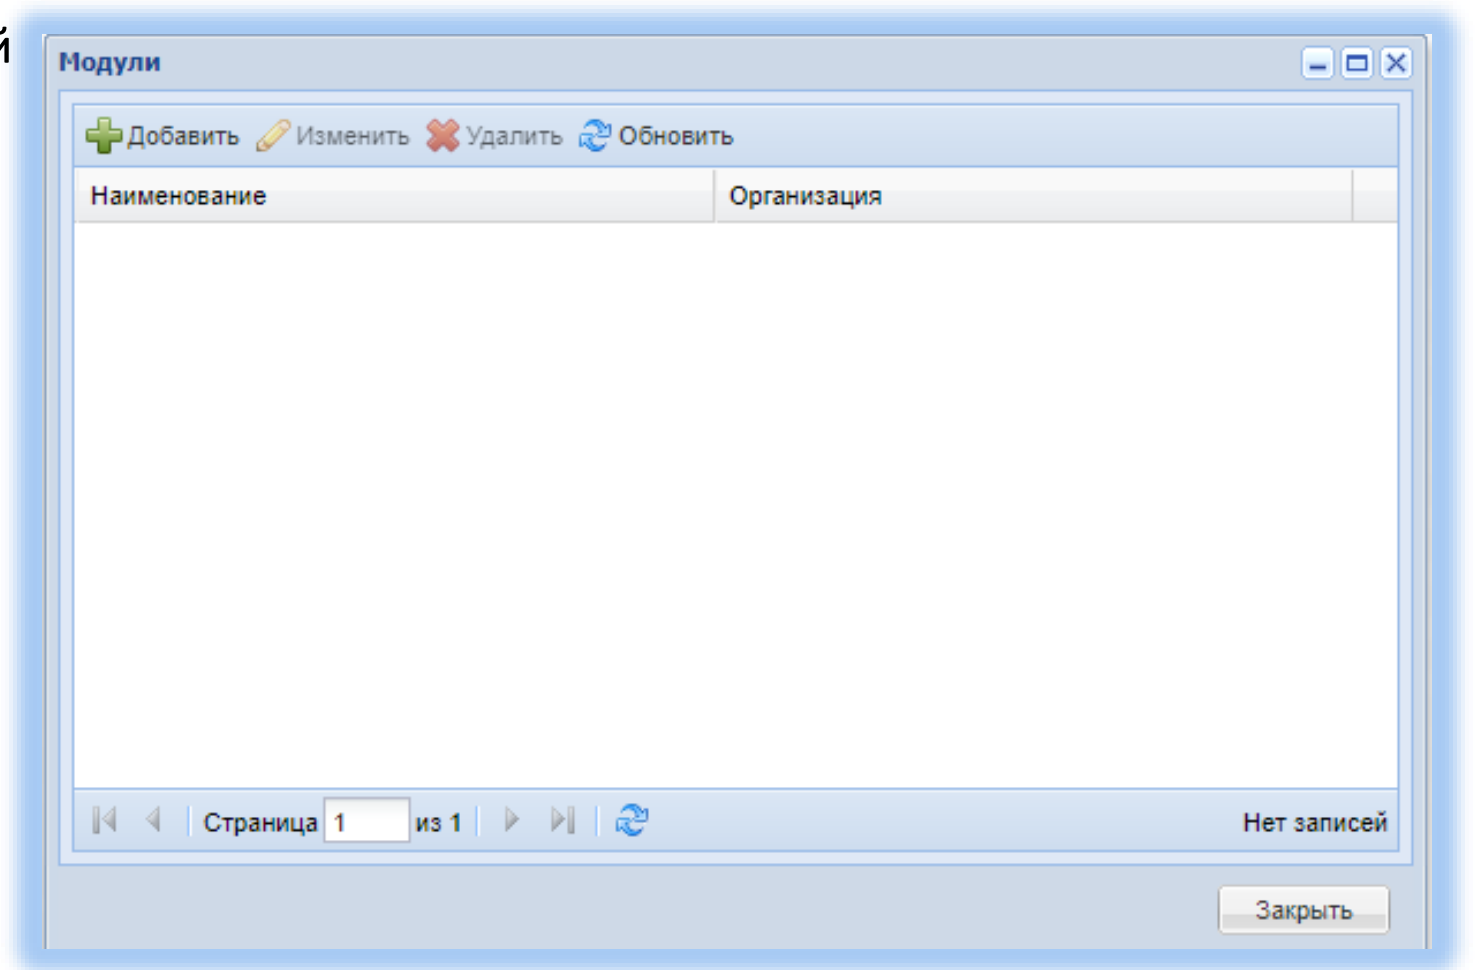 й
Модули
Добавить Изменить Удалить Обновить
Наименование Организация
Страница 1 из 1 Нет записей
Закрыть